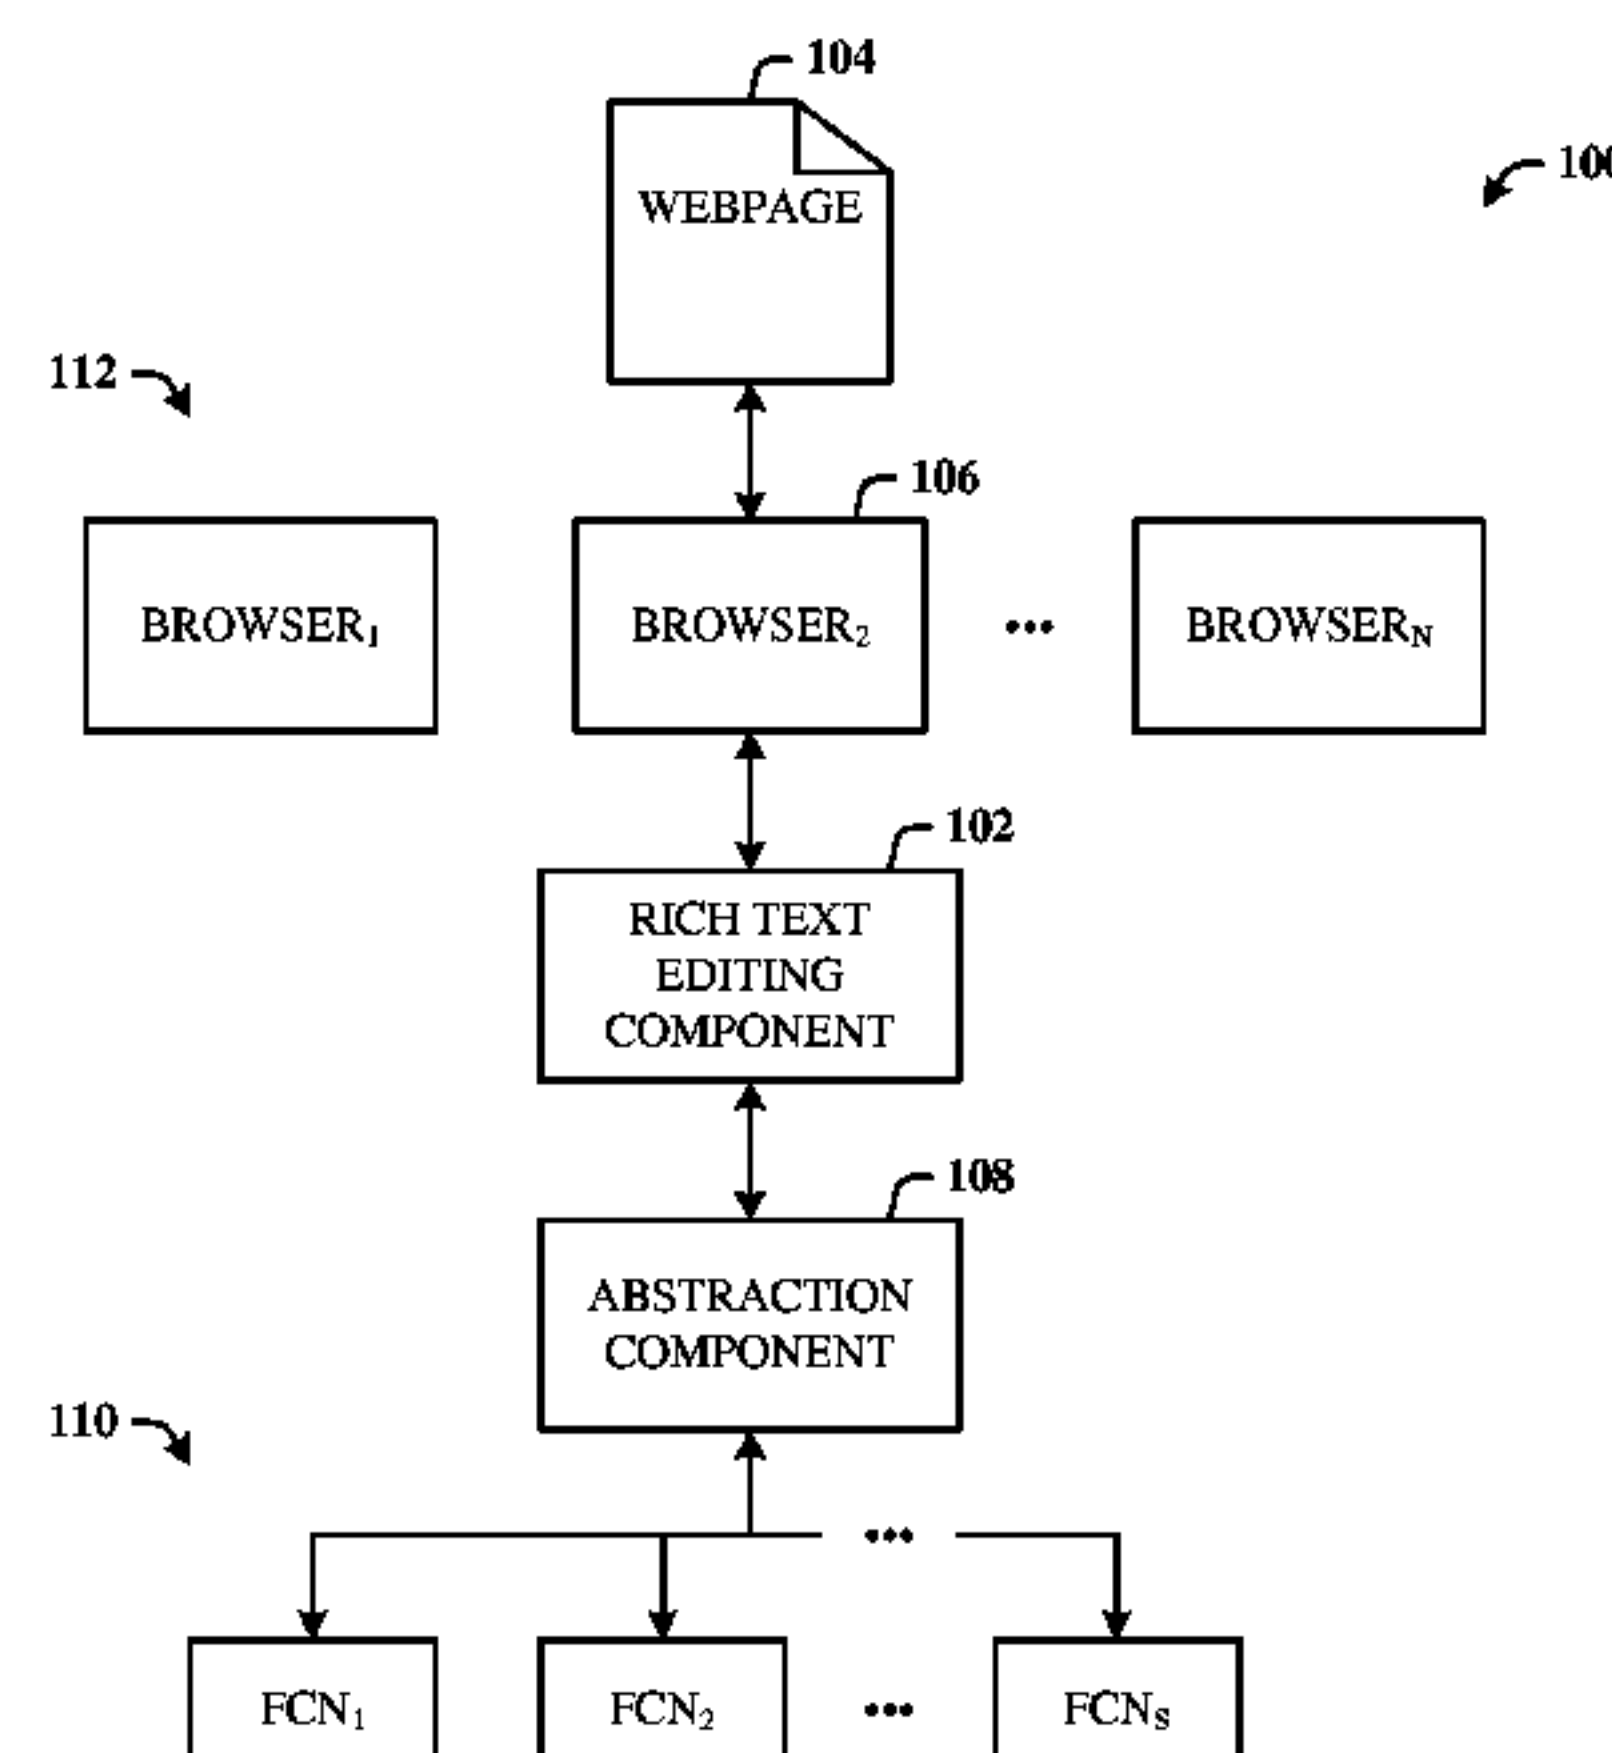 104
100
WEBPAGE
112
106
BROWSER₁
BROWSER₂
•••
BROWSERN
102
RICH TEXT
EDITING
COMPONENT
108
ABSTRACTION
COMPONENT
110
•••
FCN₁
FCN₂
•••
FCNS